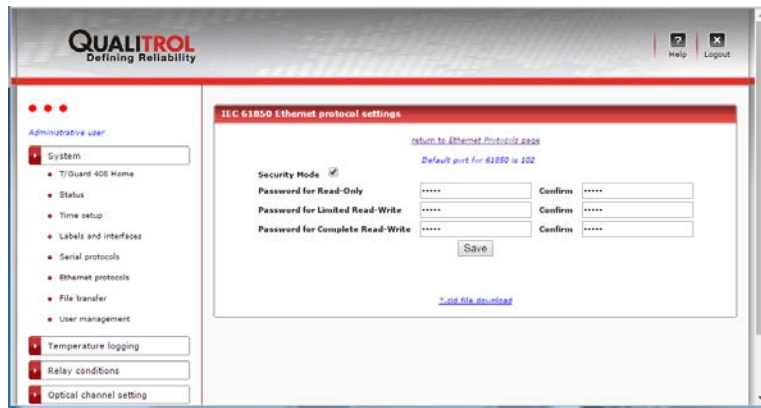 QUALITROL
Defining Reliability
Help
Logout
Administrative user
System
T/Guard 408 Home
Status
Time setup
Labels and interfaces
Serial protocols
Ethernet protocols
File transfer
User management
Temperature logging
Relay conditions
Optical channel setting
IEC 61850 Ethernet protocol settings
return to Ethernet Protocols page
Default port for 61850 is 102
Security Mode
Password for Read-Only ••••• Confirm •••••
Password for Limited Read-Write ••••• Confirm •••••
Password for Complete Read-Write ••••• Confirm •••••
Save
*.cid file download